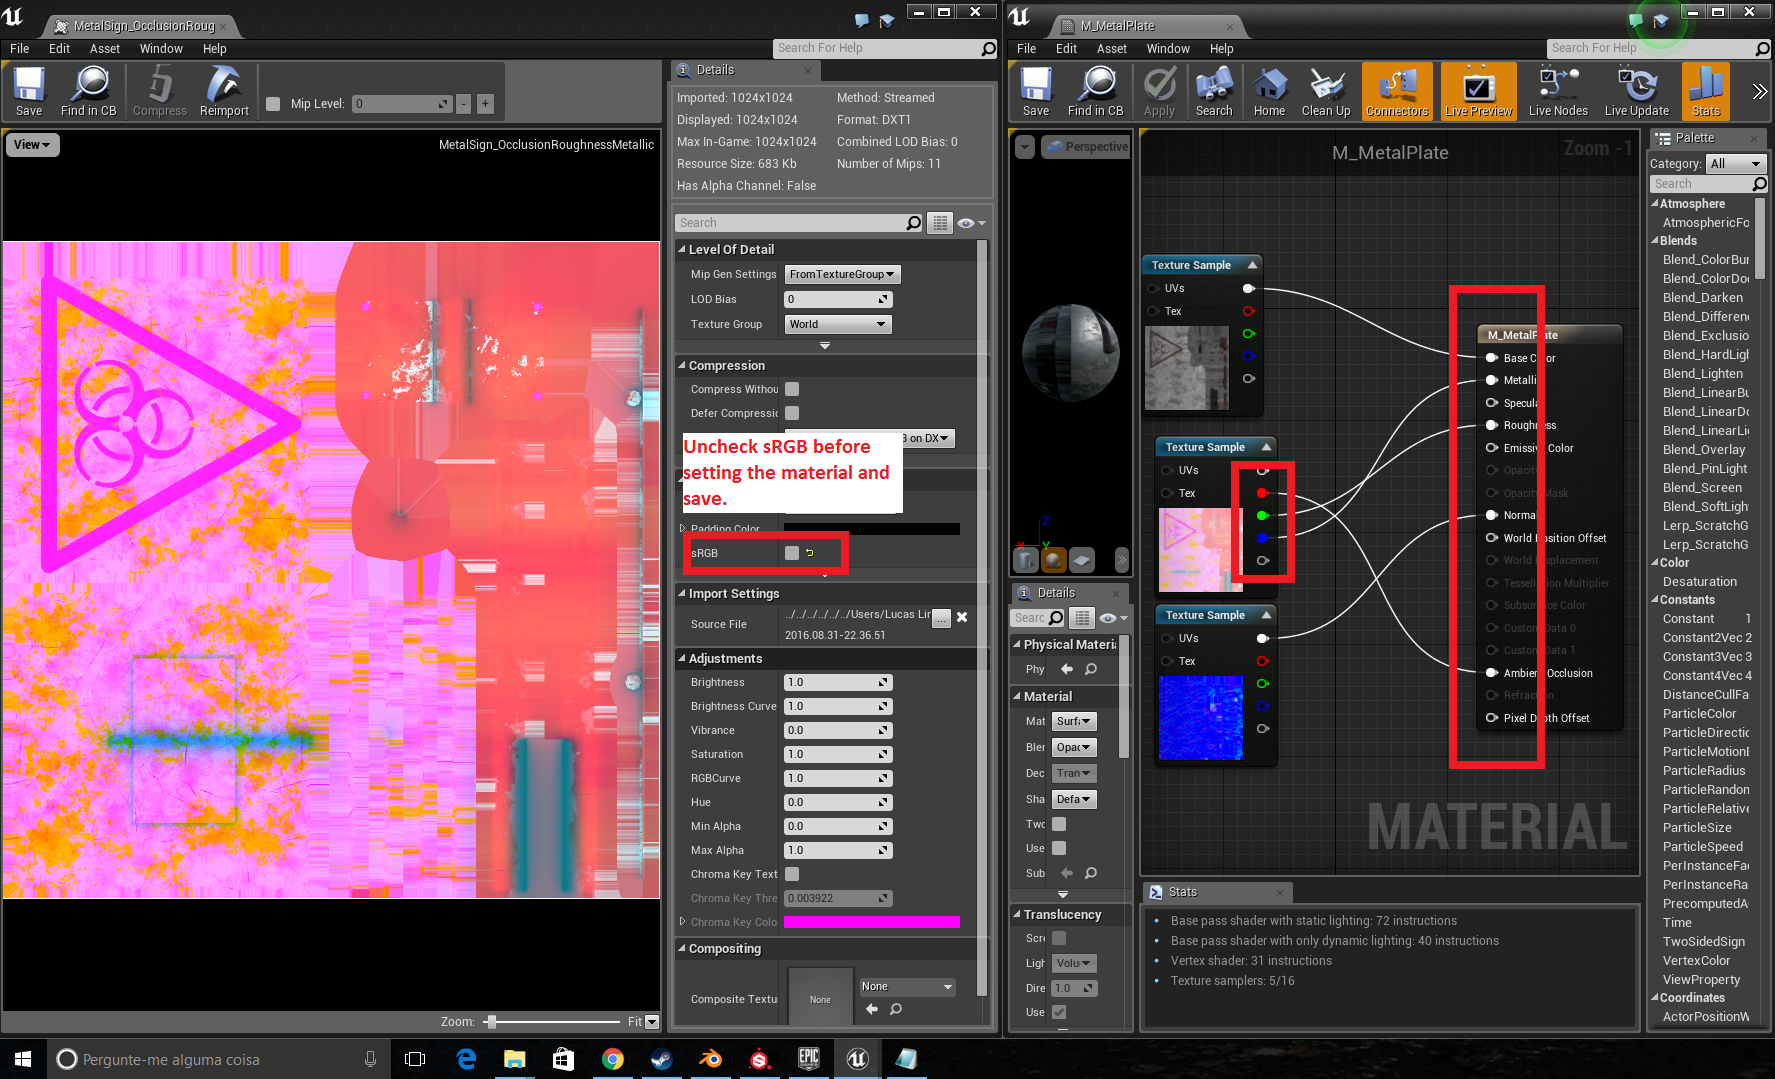 MetalSign_OcclusionRoug
File Edit Asset Window Help
Search For Help
Save
Find in CB
Compress
Reimport
Mip Level: 0
View
MetalSign_OcclusionRoughnessMetallic
Zoom: Fit
Details
Imported: 1024x1024 Method: Streamed
Displayed: 1024x1024 Format: DXT1
Max In-Game: 1024x1024 Combined LOD Bias: 0
Resource Size: 683 Kb Number of Mips: 11
Has Alpha Channel: False
Search
Level Of Detail
Mip Gen Settings FromTextureGroup
LOD Bias 0
Texture Group World
Compression
Compress Withou
Defer Compressic
3 on DX
Uncheck sRGB before
setting the material and
save.
Padding Color
sRGB
Import Settings
Source File ../../../../../../Users/Lucas Lir
...
2016.08.31-22.36.51
Adjustments
Brightness 1.0
Brightness Curve 1.0
Vibrance 0.0
Saturation 1.0
RGBCurve 1.0
Hue 0.0
Min Alpha 0.0
Max Alpha 1.0
Chroma Key Text
Chroma Key Thre 0.003922
Chroma Key Colo
Compositing
Composite Textu None None
M_MetalPlate
File Edit Asset Window Help
Search For Help
Save
Find in CB
Apply
Search
Home
Clean Up
Connectors
Live Preview
Live Nodes
Live Update
Stats
Perspective
X Y Z
M_MetalPlate
Zoom -1
Texture Sample
UVs
Tex
Texture Sample
UVs
Tex
Texture Sample
UVs
Tex
M_MetalPlate
Base Color
Metalli
Specula
Roughness
Emissive Color
Opacity
Opacity Mask
Normal
World Position Offset
World Displacement
Tessellation Multiplier
Subsurface Color
Custom Data 0
Custom Data 1
Ambient Occlusion
Refraction
Pixel Depth Offset
MATERIAL
Details
Searc
Physical Materia
Phy
Material
Mat Surfa
Blen Opac
Dec Tran
Sha Defa
Two
Use
Sub
Translucency
Scre
Ligh Volu
Dire 1.0
Use
Stats
Base pass shader with static lighting: 72 instructions
Base pass shader with only dynamic lighting: 40 instructions
Vertex shader: 31 instructions
Texture samplers: 5/16
Palette
Category: All
Search
Atmosphere
AtmosphericFo
Blends
Blend_ColorBur
Blend_ColorDoc
Blend_Darken
Blend_Differenc
Blend_Exclusio
Blend_HardLigh
Blend_Lighten
Blend_LinearBu
Blend_LinearDo
Blend_LinearLig
Blend_Overlay
Blend_PinLight
Blend_Screen
Blend_SoftLight
Lerp_ScratchG
Lerp_ScratchG
Color
Desaturation
Constants
Constant 1
Constant2Vec 2
Constant3Vec 3
Constant4Vec 4
DistanceCullFa
ParticleColor
ParticleDirectic
ParticleMotionB
ParticleRadius
ParticleRandon
ParticleRelative
ParticleSize
ParticleSpeed
PerInstanceFac
PerInstanceRa
PrecomputedA
Time
TwoSidedSign
VertexColor
ViewProperty
Coordinates
ActorPositionW
Pergunte-me alguma coisa
EPIC